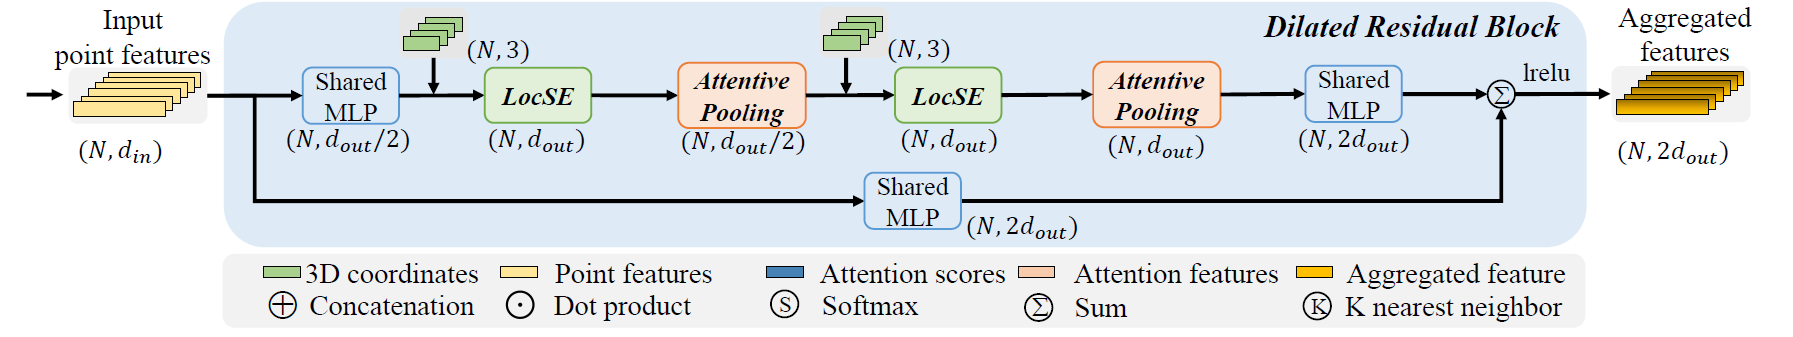 Input
point features
(N, d_in)
Shared
MLP
(N, d_out/2)
(N, 3)
LocSE
(N, d_out)
Attentive
Pooling
(N, d_out/2)
(N, 3)
LocSE
(N, d_out)
Attentive
Pooling
(N, d_out)
Dilated Residual Block
Shared
MLP
(N, 2d_out)
Σ
lrelu
Aggregated
features
(N, 2d_out)
Shared
MLP
(N, 2d_out)
3D coordinates Point features Attention scores Attention features Aggregated feature
Concatenation Dot product S Softmax Σ Sum K K nearest neighbor